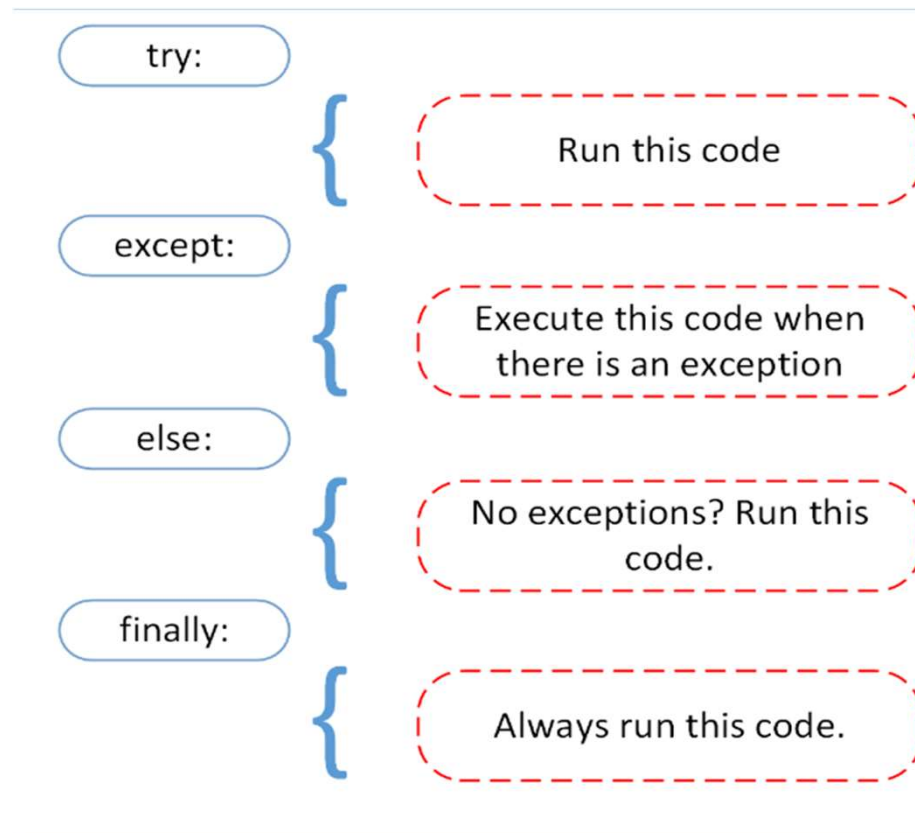 try:
Run this code
except:
Execute this code when
there is an exception
else:
No exceptions? Run this
code.
finally:
Always run this code.